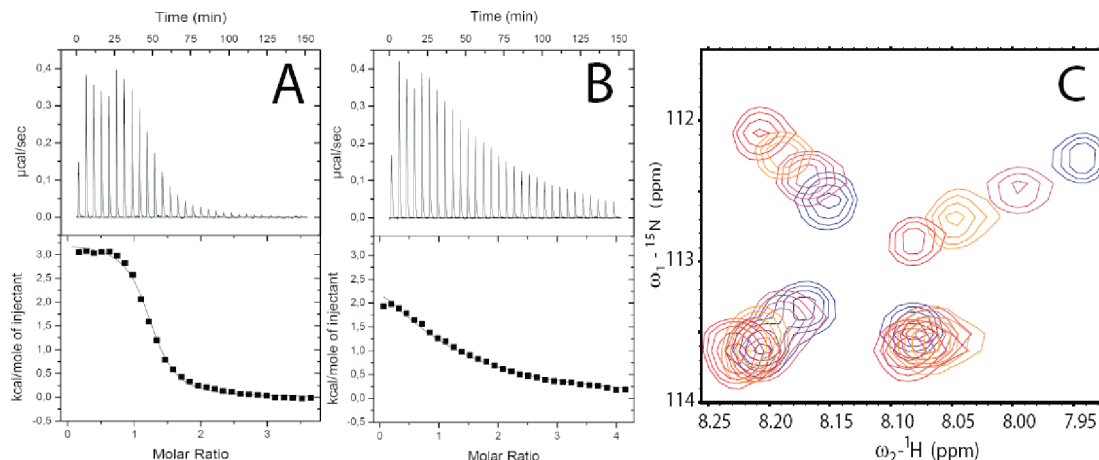 Time (min)
0 25 50 75 100 125 150
A
0,4
0,3
0,2
0,1
0,0
µcal/sec
3,0
2,5
2,0
1,5
1,0
0,5
0,0
-0,5
kcal/mole of injectant
0 1 2 3
Molar Ratio
Time (min)
0 25 50 75 100 125 150
B
0,4
0,3
0,2
0,1
0,0
µcal/sec
3,0
2,5
2,0
1,5
1,0
0,5
0,0
-0,5
kcal/mole of injectant
0 1 2 3 4
Molar Ratio
C
112
113
114
ω1 - 15N (ppm)
8.25 8.20 8.15 8.10 8.05 8.00 7.95
ω2-1H (ppm)